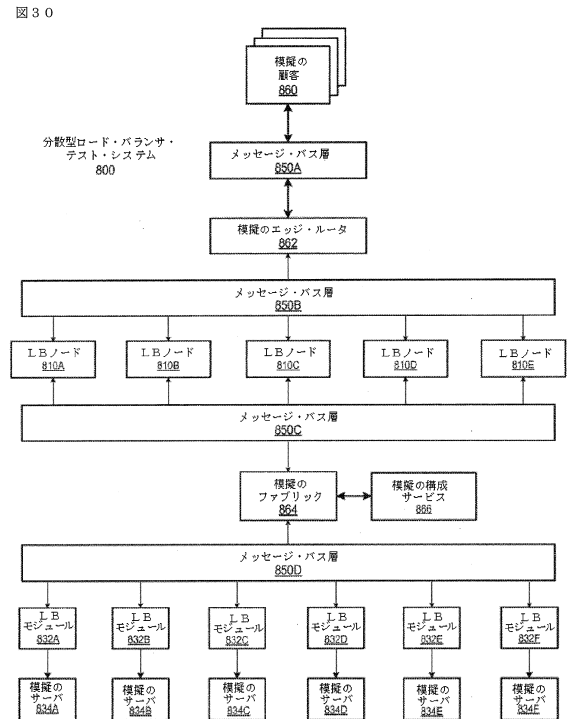 図３０
模擬の
顧客
860
分散型ロード・バランサ・
テスト・システム
800
メッセージ・バス層
850A
模擬のエッジ・ルータ
862
メッセージ・バス層
850B
ＬＢノード
810A
ＬＢノード
810B
ＬＢノード
810C
ＬＢノード
810D
ＬＢノード
810E
メッセージ・バス層
850C
模擬の
ファブリック
864
模擬の構成
サービス
866
メッセージ・バス層
850D
ＬＢ
モジュール
832A
ＬＢ
モジュール
832B
ＬＢ
モジュール
832C
ＬＢ
モジュール
832D
ＬＢ
モジュール
832E
ＬＢ
モジュール
832F
模擬の
サーバ
834A
模擬の
サーバ
834B
模擬の
サーバ
834C
模擬の
サーバ
834D
模擬の
サーバ
834E
模擬の
サーバ
834F